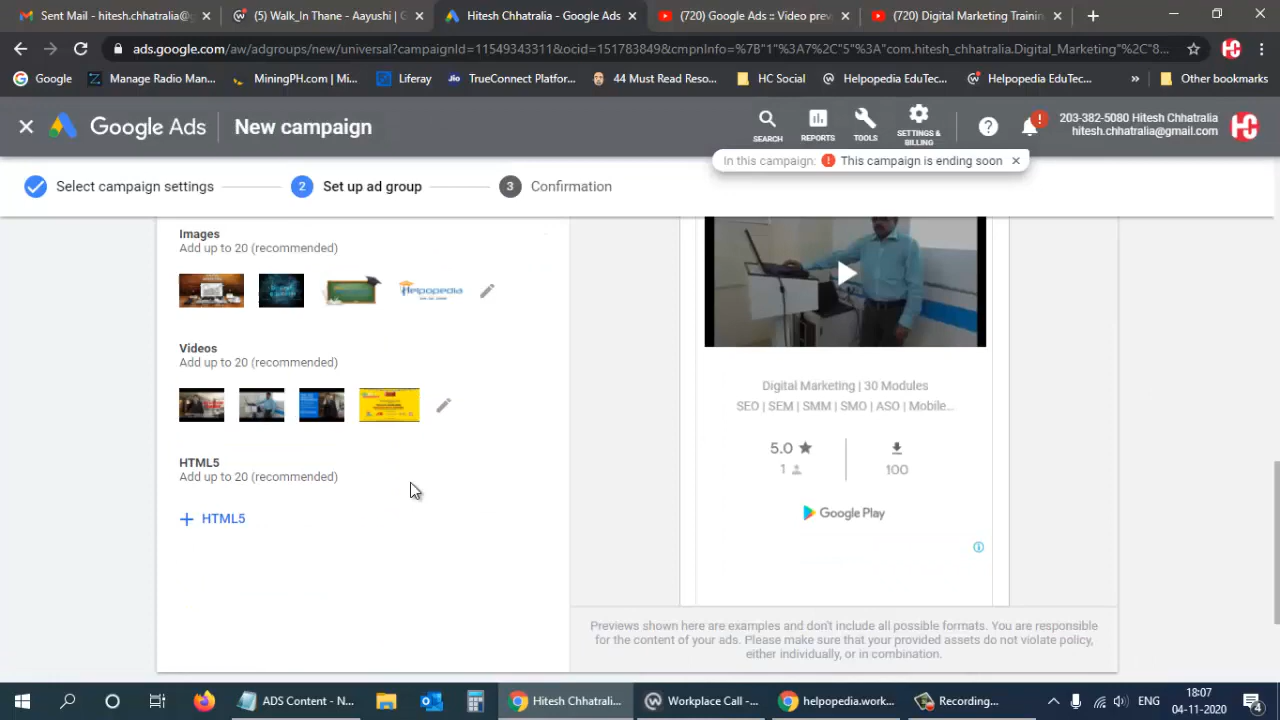 Sent Mail - hitesh.chhatralia@
(5) Walk_In Thane - Aayushi | G
Hitesh Chhatralia - Google Ads
(720) Google Ads :: Video prev
(720) Digital Marketing Trainin
ads.google.com/aw/adgroups/new/universal?campaignId=11549343311&ocid=151783849&cmpnInfo=%7B"1"%3A7%2C"5"%3A"com.hitesh_chhatralia.Digital_Marketing"%2C"8...
Google
Manage Radio Man...
MiningPH.com | Mi...
Liferay
TrueConnect Platfor...
44 Must Read Reso...
HC Social
Helpopedia EduTec...
Helpopedia EduTec...
»
Other bookmarks
Google Ads
New campaign
SEARCH
REPORTS
TOOLS
SETTINGS &
BILLING
203-382-5080 Hitesh Chhatralia
hitesh.chhatralia@gmail.com
In this campaign: This campaign is ending soon
Select campaign settings
2 Set up ad group
3 Confirmation
Images
Add up to 20 (recommended)
Helpopedia
Videos
Add up to 20 (recommended)
HTML5
Add up to 20 (recommended)
+ HTML5
Digital Marketing | 30 Modules
SEO | SEM | SMM | SMO | ASO | Mobile...
5.0 ★
1
100
Google Play
Previews shown here are examples and don't include all possible formats. You are responsible
for the content of your ads. Please make sure that your provided assets do not violate policy,
either individually, or in combination.
ADS Content - N...
Hitesh Chhatrali...
Workplace Call -...
helpopedia.work...
Recording...
ENG
18:07
04-11-2020
4